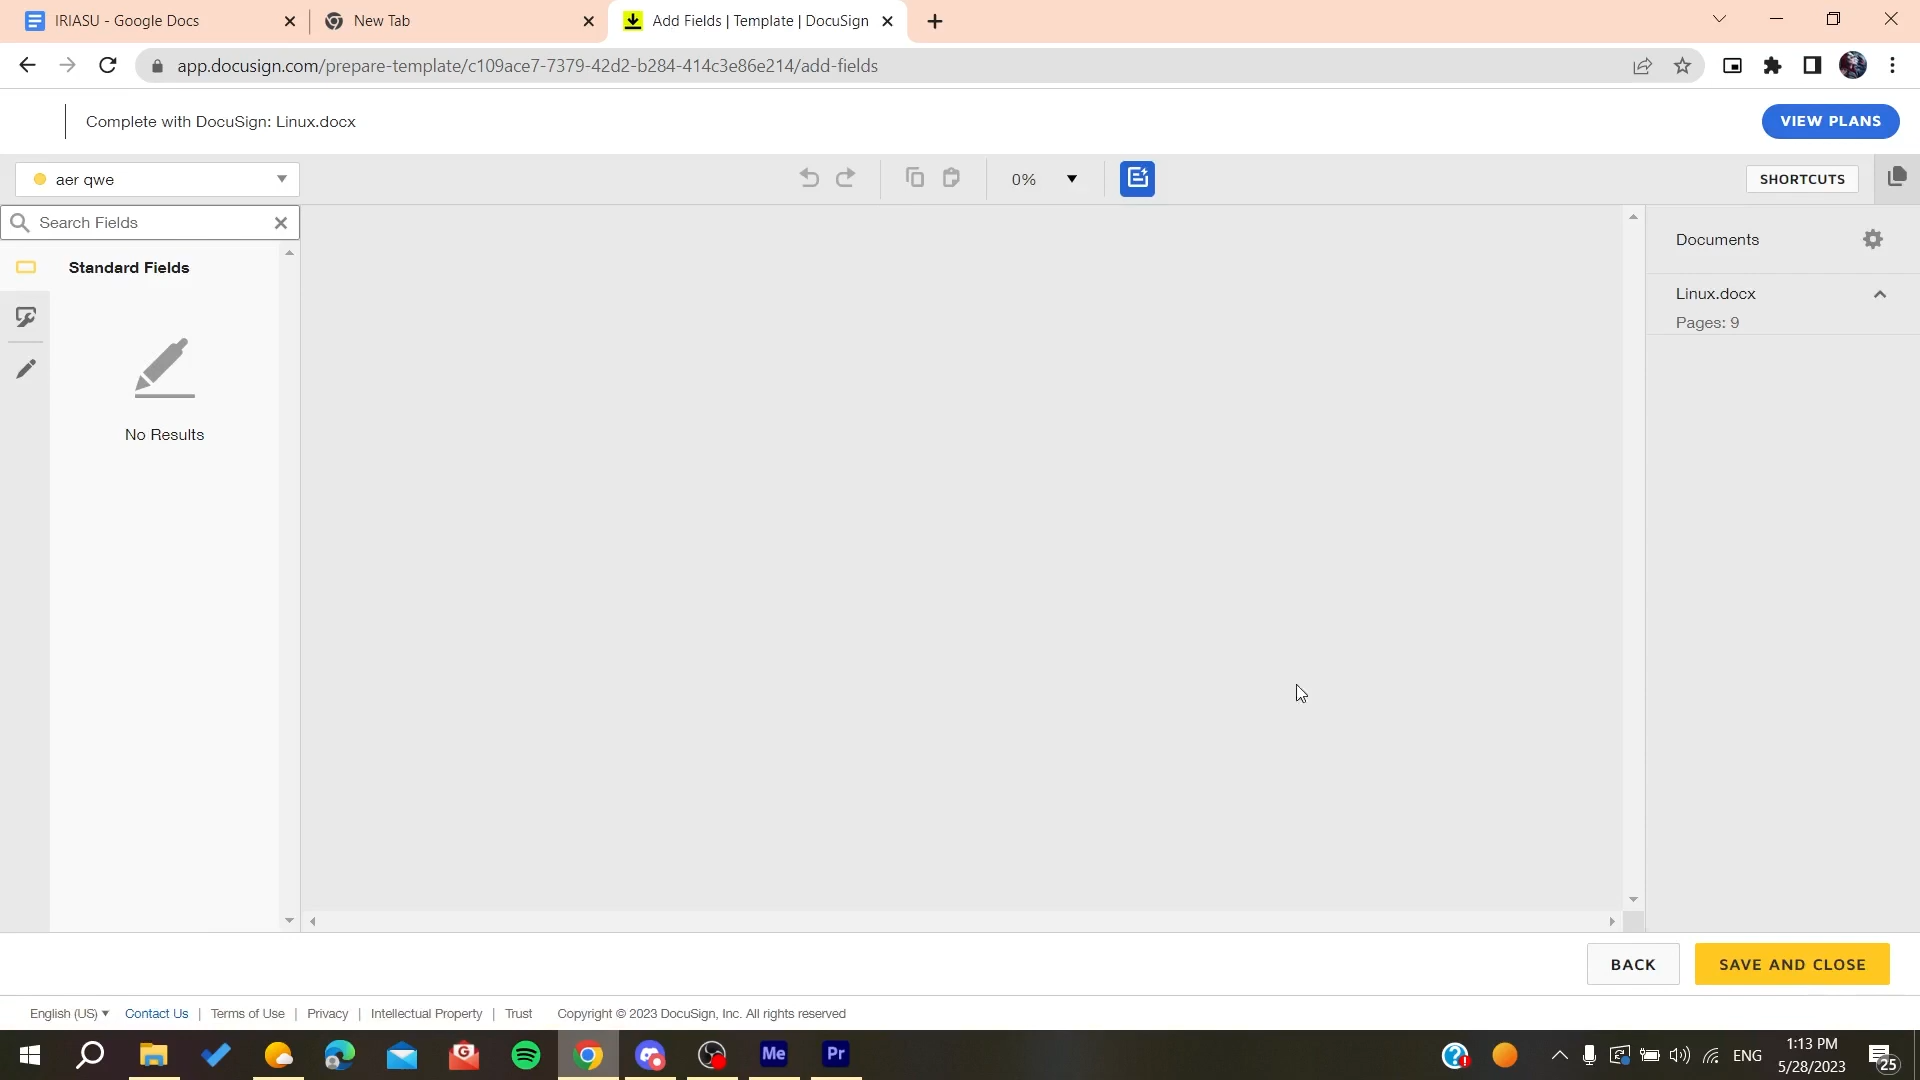 IRIASU - Google Docs
New Tab
Add Fields | Template | DocuSign
app.docusign.com/prepare-template/c109ace7-7379-42d2-b284-414c3e86e214/add-fields
Complete with DocuSign: Linux.docx
VIEW PLANS
aer qwe
0%
SHORTCUTS
Search Fields
Standard Fields
No Results
Documents
Linux.docx
Pages: 9
BACK
SAVE AND CLOSE
English (US)
Contact Us | Terms of Use | Privacy | Intellectual Property | Trust
Copyright © 2023 DocuSign, Inc. All rights reserved
Me
Pr
ENG
1:13 PM
5/28/2023
25